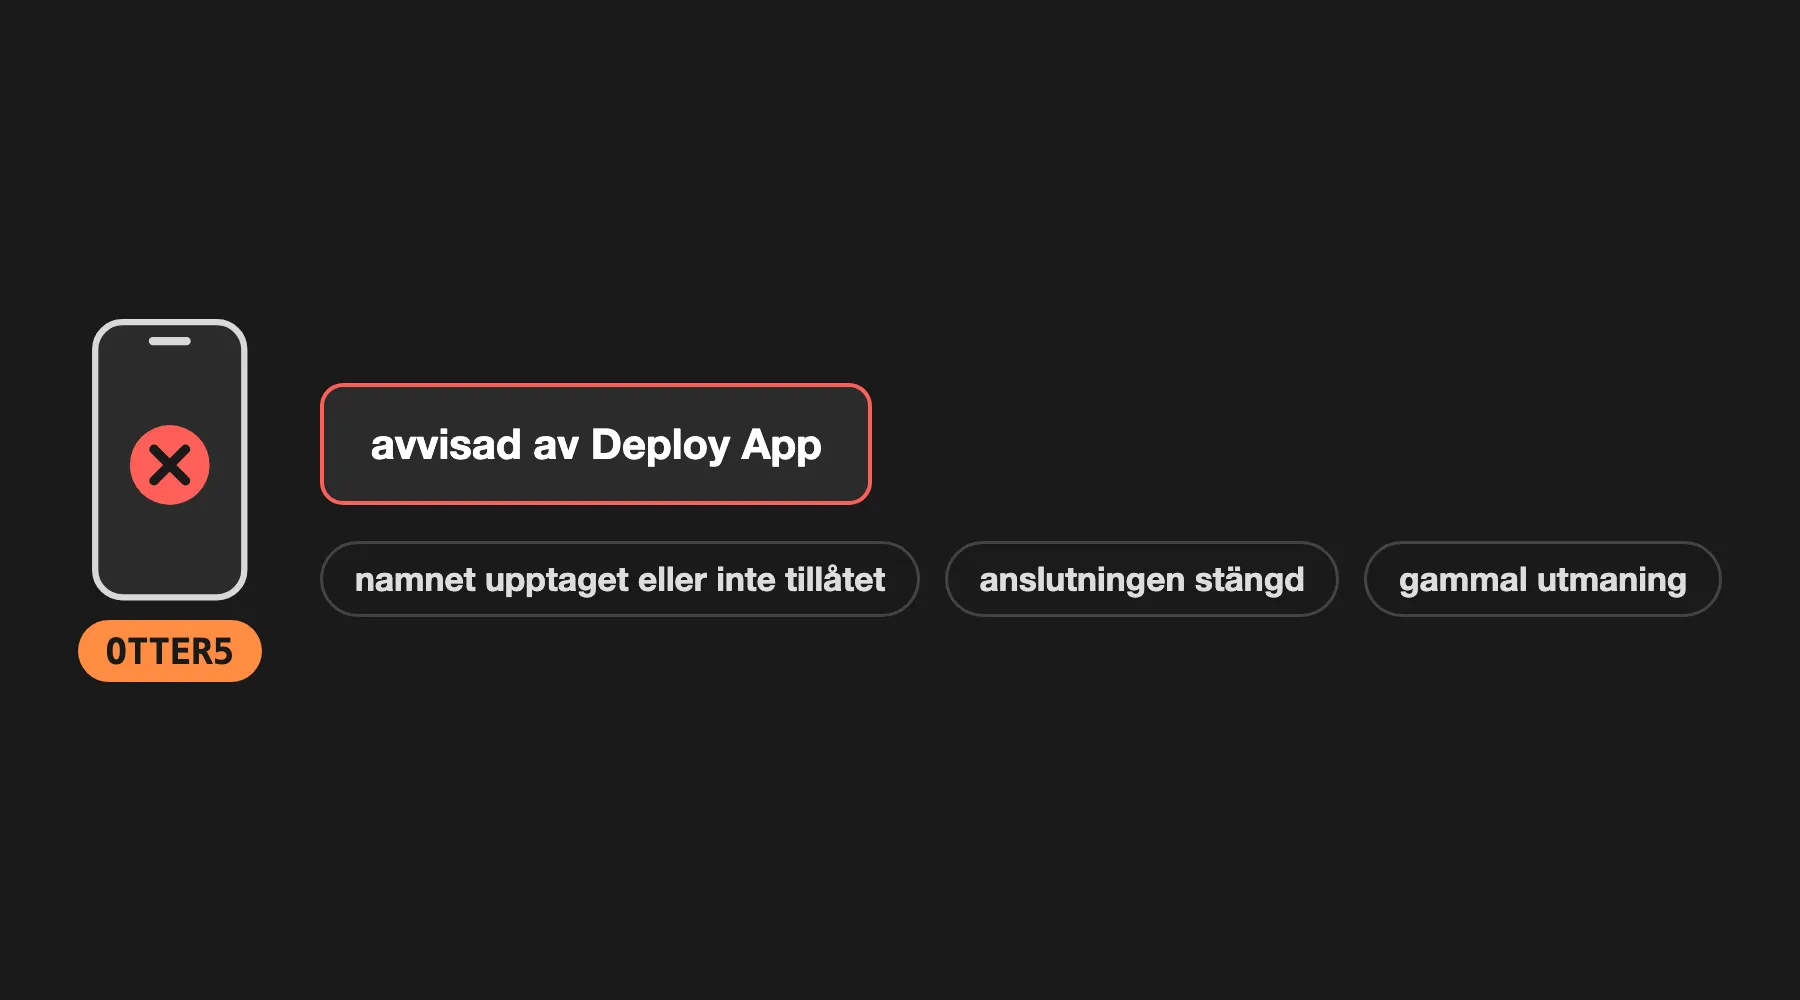 avvisad av Deploy App
namnet upptaget eller inte tillåtet
anslutningen stängd
gammal utmaning
OTTER5